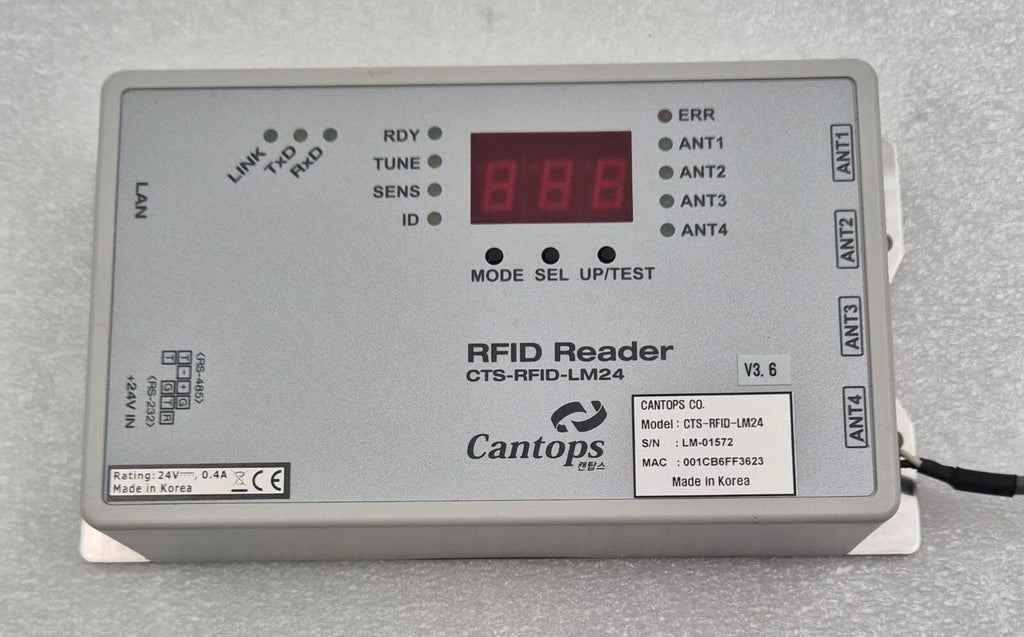 LINK
TxD
RxD
LAN
RDY
TUNE
SENS
ID
888
ERR
ANT1
ANT2
ANT3
ANT4
MODE SEL UP/TEST
ANT1
ANT2
ANT3
ANT4
RFID Reader
CTS-RFID-LM24
V3.6
Cantops
캔탑스
CANTOPS CO.
Model : CTS-RFID-LM24
S/N : LM-01572
MAC : 001CB6FF3623
Made in Korea
<RS-485>
T - + G
T G T R
<RS-232>
+24V IN
Rating: 24V⎓, 0.4A
Made in Korea
CE